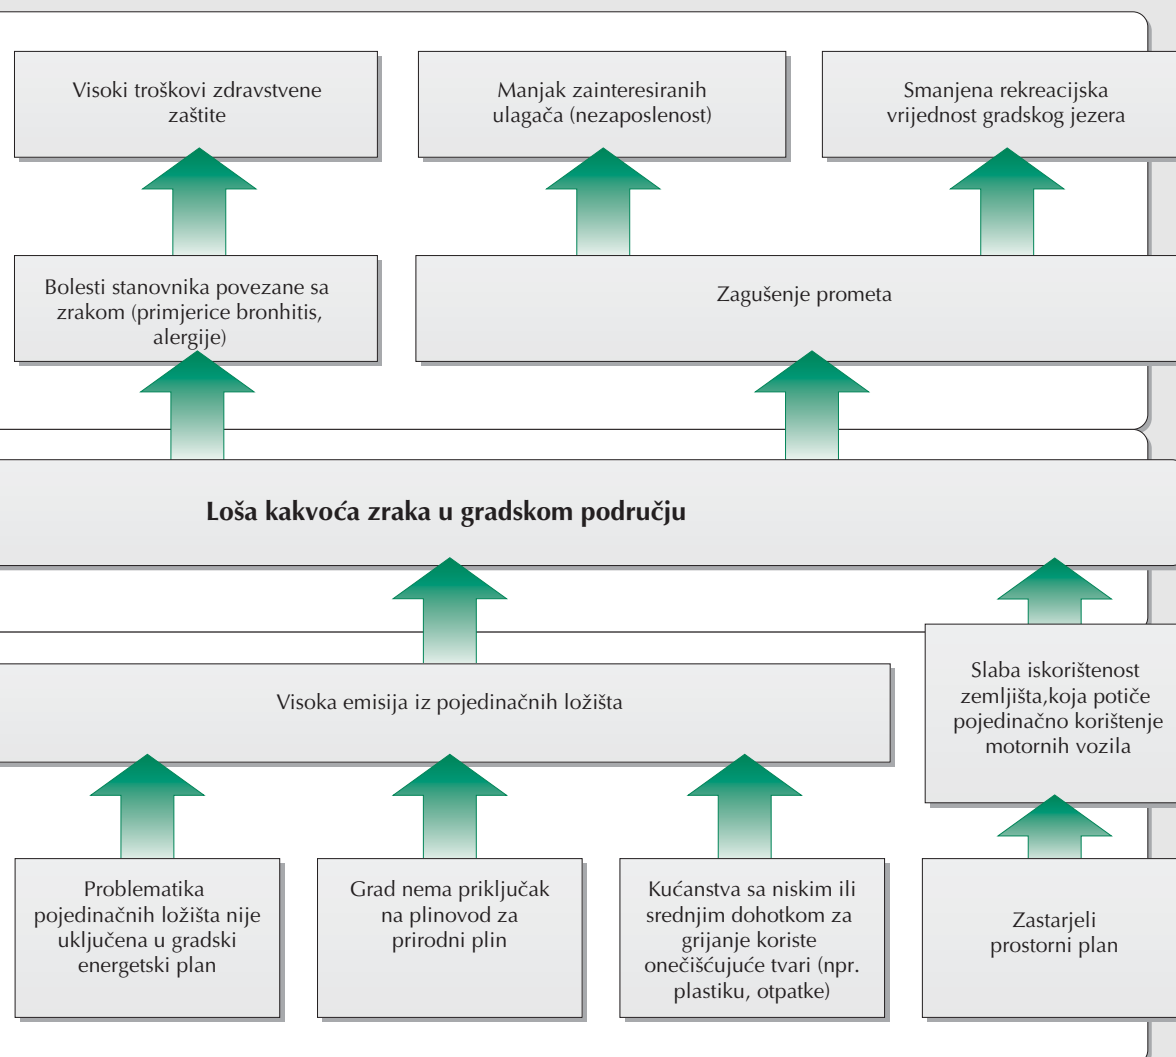 Visoki troškovi zdravstvene
zaštite
Manjak zainteresiranih
ulagača (nezaposlenost)
Smanjena rekreacijska
vrijednost gradskog jezera
Bolesti stanovnika povezane sa
zrakom (primjerice bronhitis,
alergije)
Zagušenje prometa
Loša kakvoća zraka u gradskom području
Visoka emisija iz pojedinačnih ložišta
Slaba iskorištenost
zemljišta,koja potiče
pojedinačno korištenje
motornih vozila
Problematika
pojedinačnih ložišta nije
uključena u gradski
energetski plan
Grad nema priključak
na plinovod za
prirodni plin
Kućanstva sa niskim ili
srednjim dohotkom za
grijanje koriste
onečišćujuće tvari (npr.
plastiku, otpatke)
Zastarjeli
prostorni plan